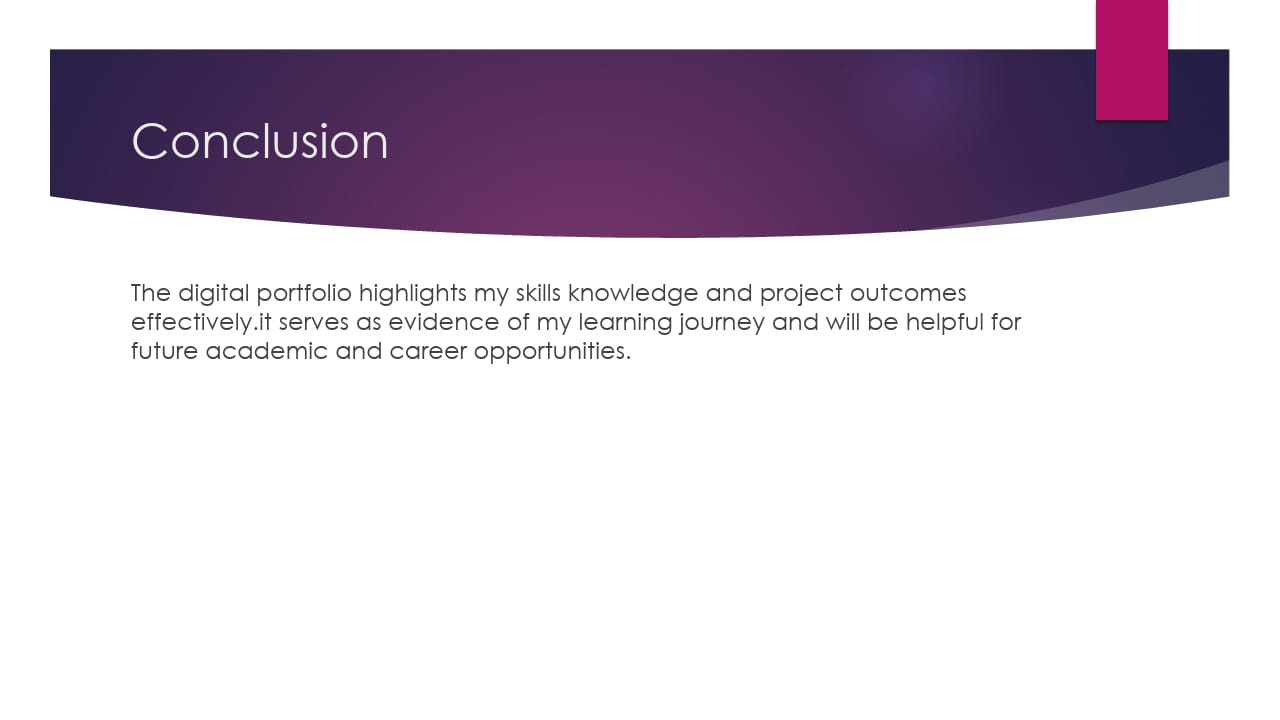 Conclusion
The digital portfolio highlights my skills knowledge and project outcomes
effectively.it serves as evidence of my learning journey and will be helpful for
future academic and career opportunities.